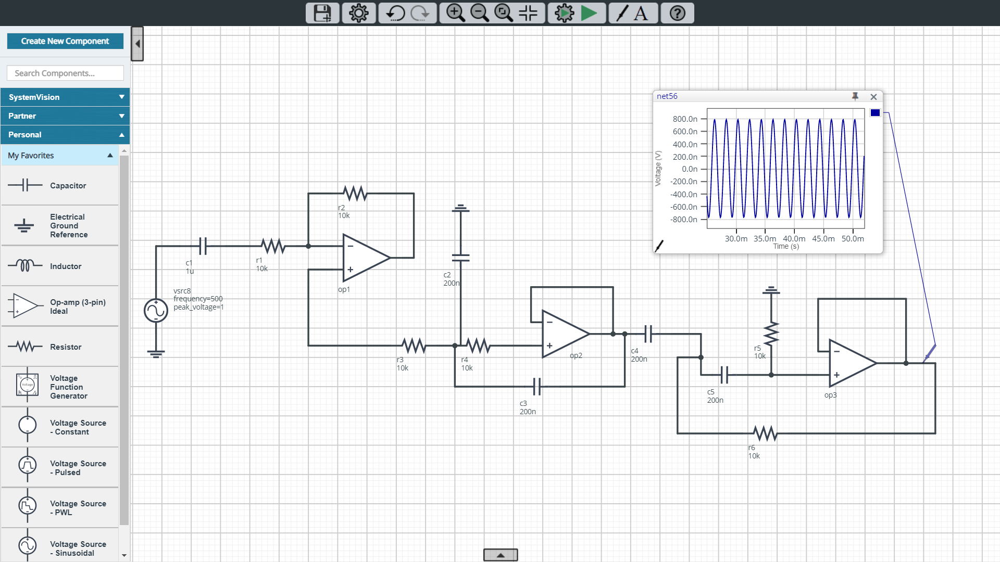 Create New Component
Search Components...
SystemVision
Partner
Personal
My Favorites
Capacitor
Electrical
Ground
Reference
Inductor
Op-amp (3-pin)
Ideal
Resistor
Voltage
Function
Generator
Voltage
Voltage Source
- Constant
Voltage Source
- Pulsed
Voltage Source
- PWL
Voltage Source
- Sinusoidal
A
?
c1
1u
vsrc8
frequency=500
peak_voltage=1
r1
10k
r2
10k
op1
c2
200n
r3
10k
r4
10k
c3
200n
op2
c4
200n
c5
200n
r5
10k
op3
r6
10k
net56
Voltage (V)
800.0n
600.0n
400.0n
200.0n
0.0n
-200.0n
-400.0n
-600.0n
-800.0n
30.0m 35.0m 40.0m 45.0m 50.0m
Time (s)